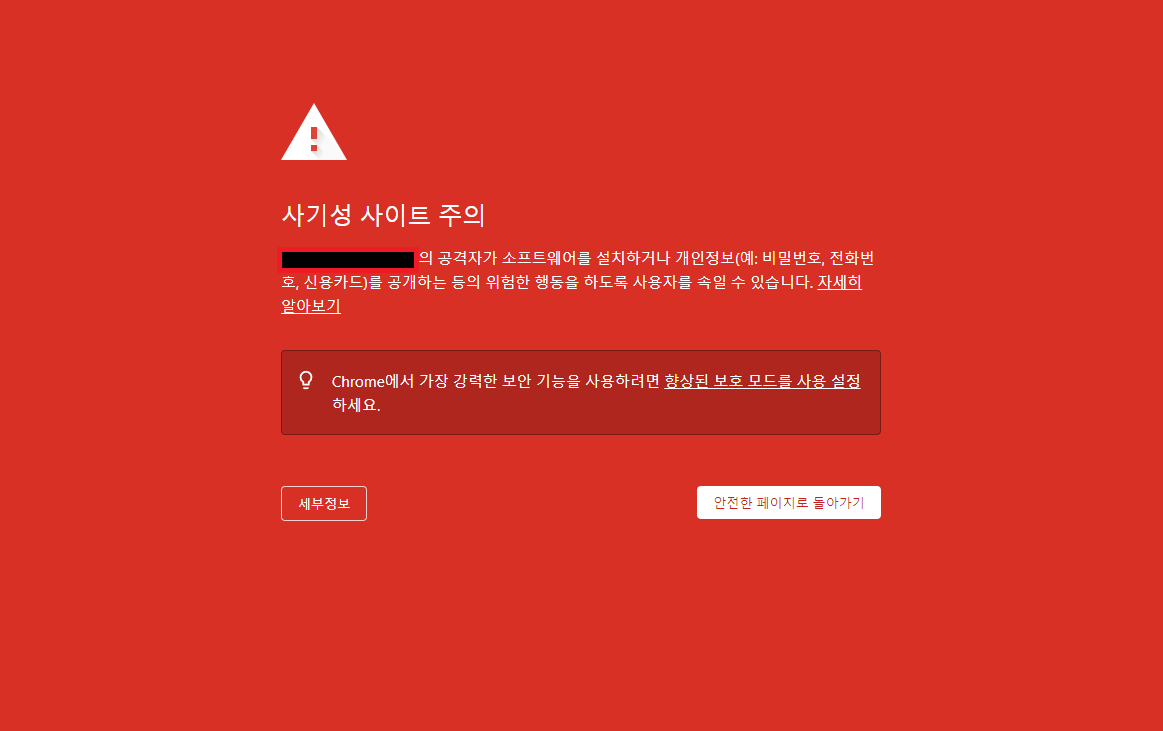 사기성 사이트 주의
의 공격자가 소프트웨어를 설치하거나 개인정보(예: 비밀번호, 전화번
호, 신용카드)를 공개하는 등의 위험한 행동을 하도록 사용자를 속일 수 있습니다. 자세히
알아보기
Chrome에서 가장 강력한 보안 기능을 사용하려면 향상된 보호 모드를 사용 설정
하세요.
세부정보
안전한 페이지로 돌아가기